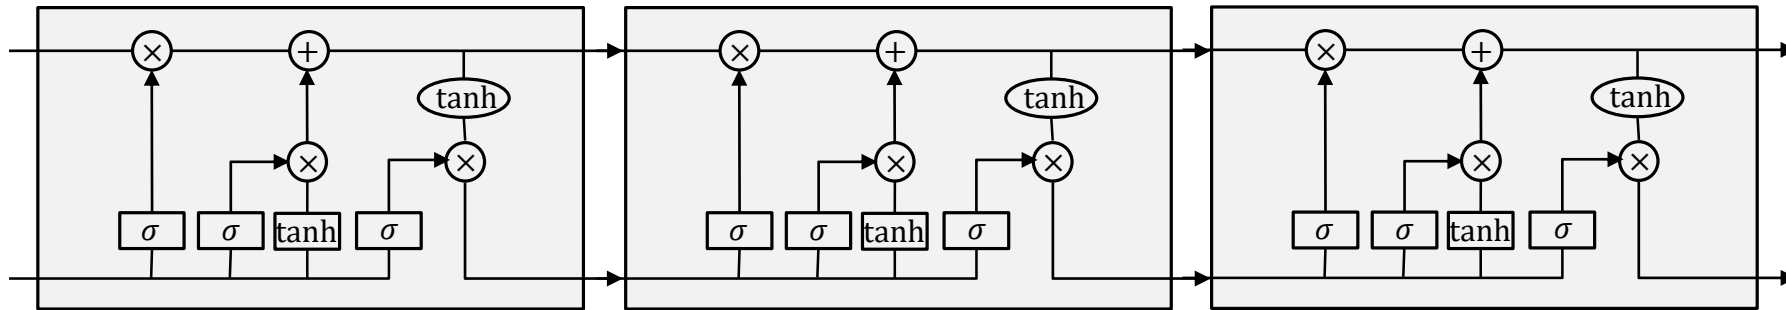 × + × + × +
tanh tanh tanh
× × × × × ×
σ σ tanh σ σ σ tanh σ σ σ tanh σ